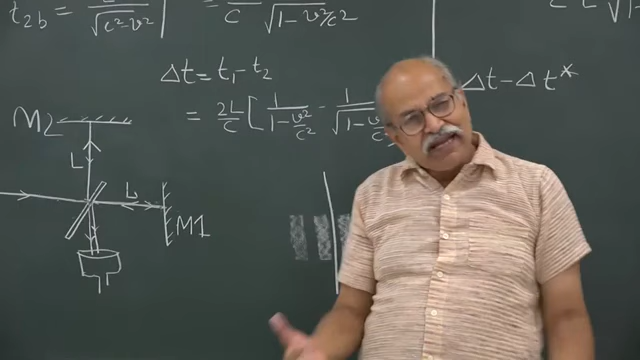 t₂b = / √(c²-v²) | = / c √(1-v²/c²)
Δt = t₁ - t₂
= 2L/c [ 1/(1-v²/c²) - 1/√(1-v²/c²)
Δt - Δt*
M2
L
L
M1